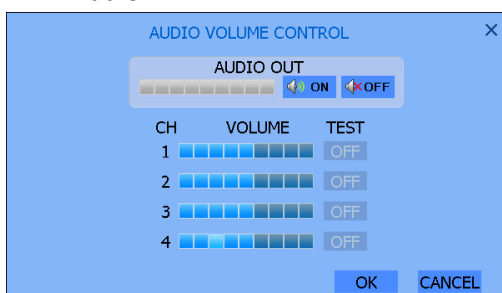 AUDIO VOLUME CONTROL
AUDIO OUT
ON OFF
CH VOLUME TEST
1 OFF
2 OFF
3 OFF
4 OFF
OK CANCEL